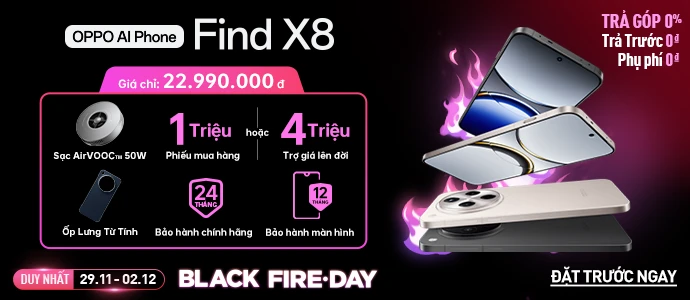 OPPO AI Phone Find X8
TRẢ GÓP 0%
Trả Trước 0đ
Phụ phí 0đ
Giá chỉ: 22.990.000 đ
Sạc AirVOOC™ 50W
1 Triệu
Phiếu mua hàng
hoặc
4 Triệu
Trợ giá lên đời
Ốp Lưng Từ Tính
24 THÁNG
Bảo hành chính hãng
12 THÁNG
Bảo hành màn hình
DUY NHẤT 29.11 - 02.12
BLACK FIRE·DAY
ĐẶT TRƯỚC NGAY